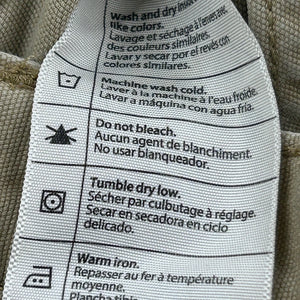 Wash and dry inside
like colors.
Lavage et séchage à l'envers avec
des couleurs similaires.
Lavar y secar por el revés con
colores similares.
Machine wash cold.
Laver à la machine à l'eau froide.
Lavar a máquina con agua fría.
Do not bleach.
Aucun agent de blanchiment.
No usar blanqueador.
Tumble dry low.
Sécher par culbutage à réglage.
Secar en secadora en ciclo
delicado.
Warm iron.
Repasser au fer à température
moyenne.
Plancha tibia.